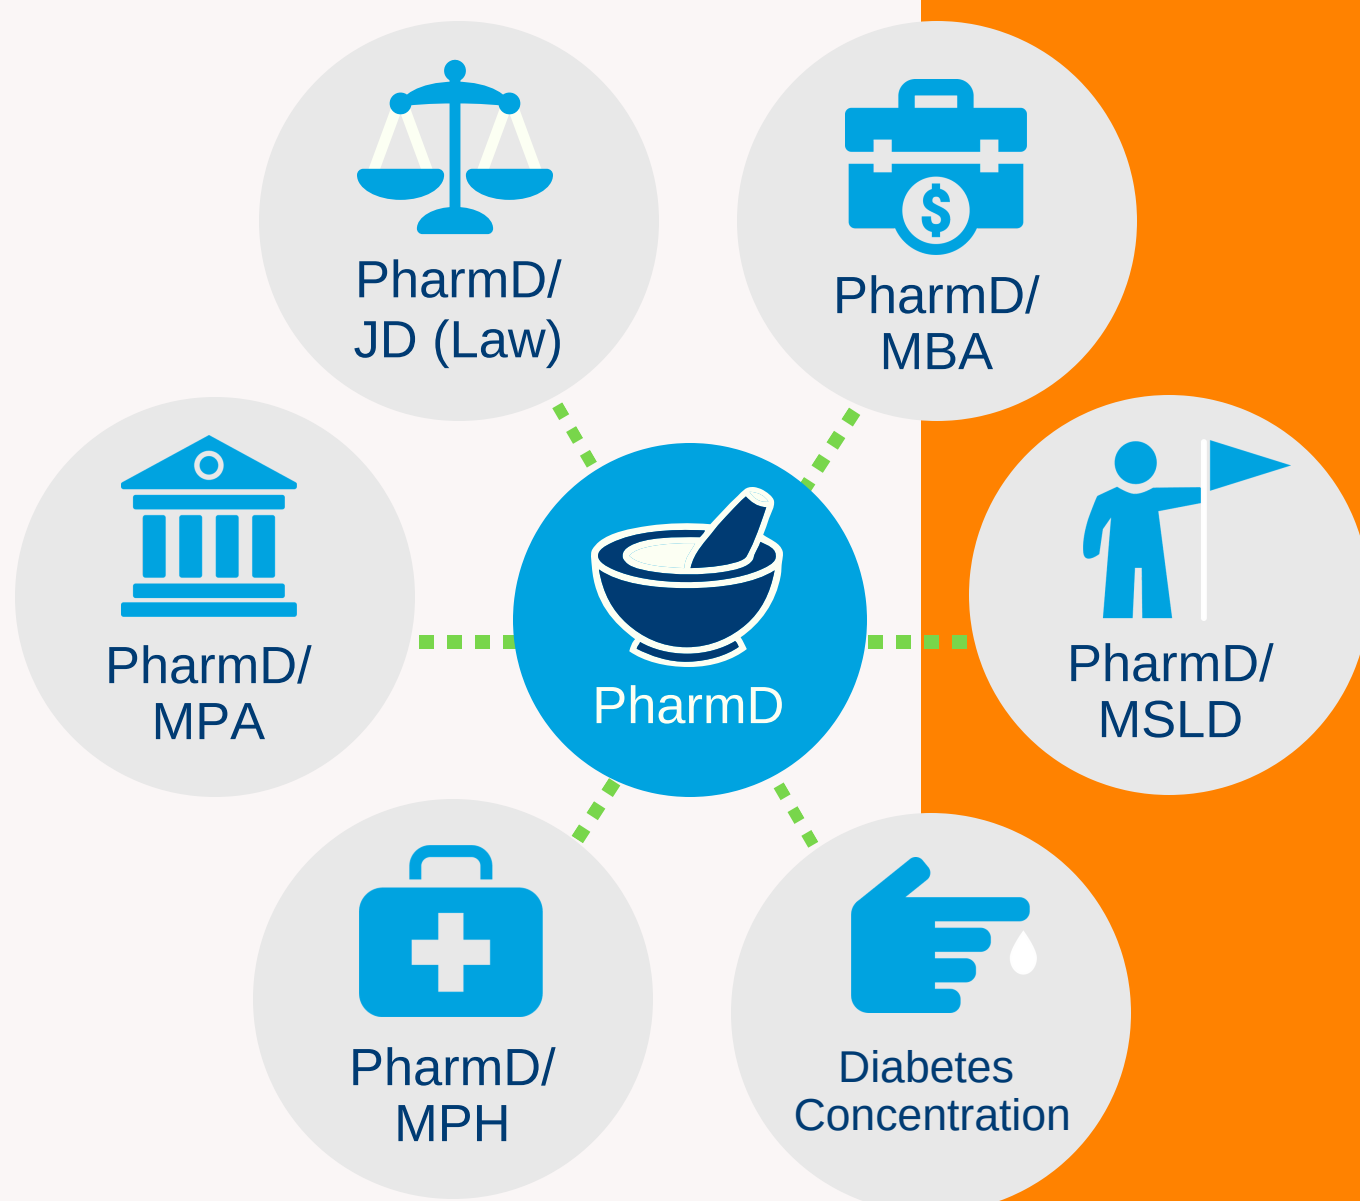 PharmD/
JD (Law)
$
PharmD/
MBA
PharmD/
MPA
PharmD
PharmD/
MSLD
PharmD/
MPH
Diabetes
Concentration